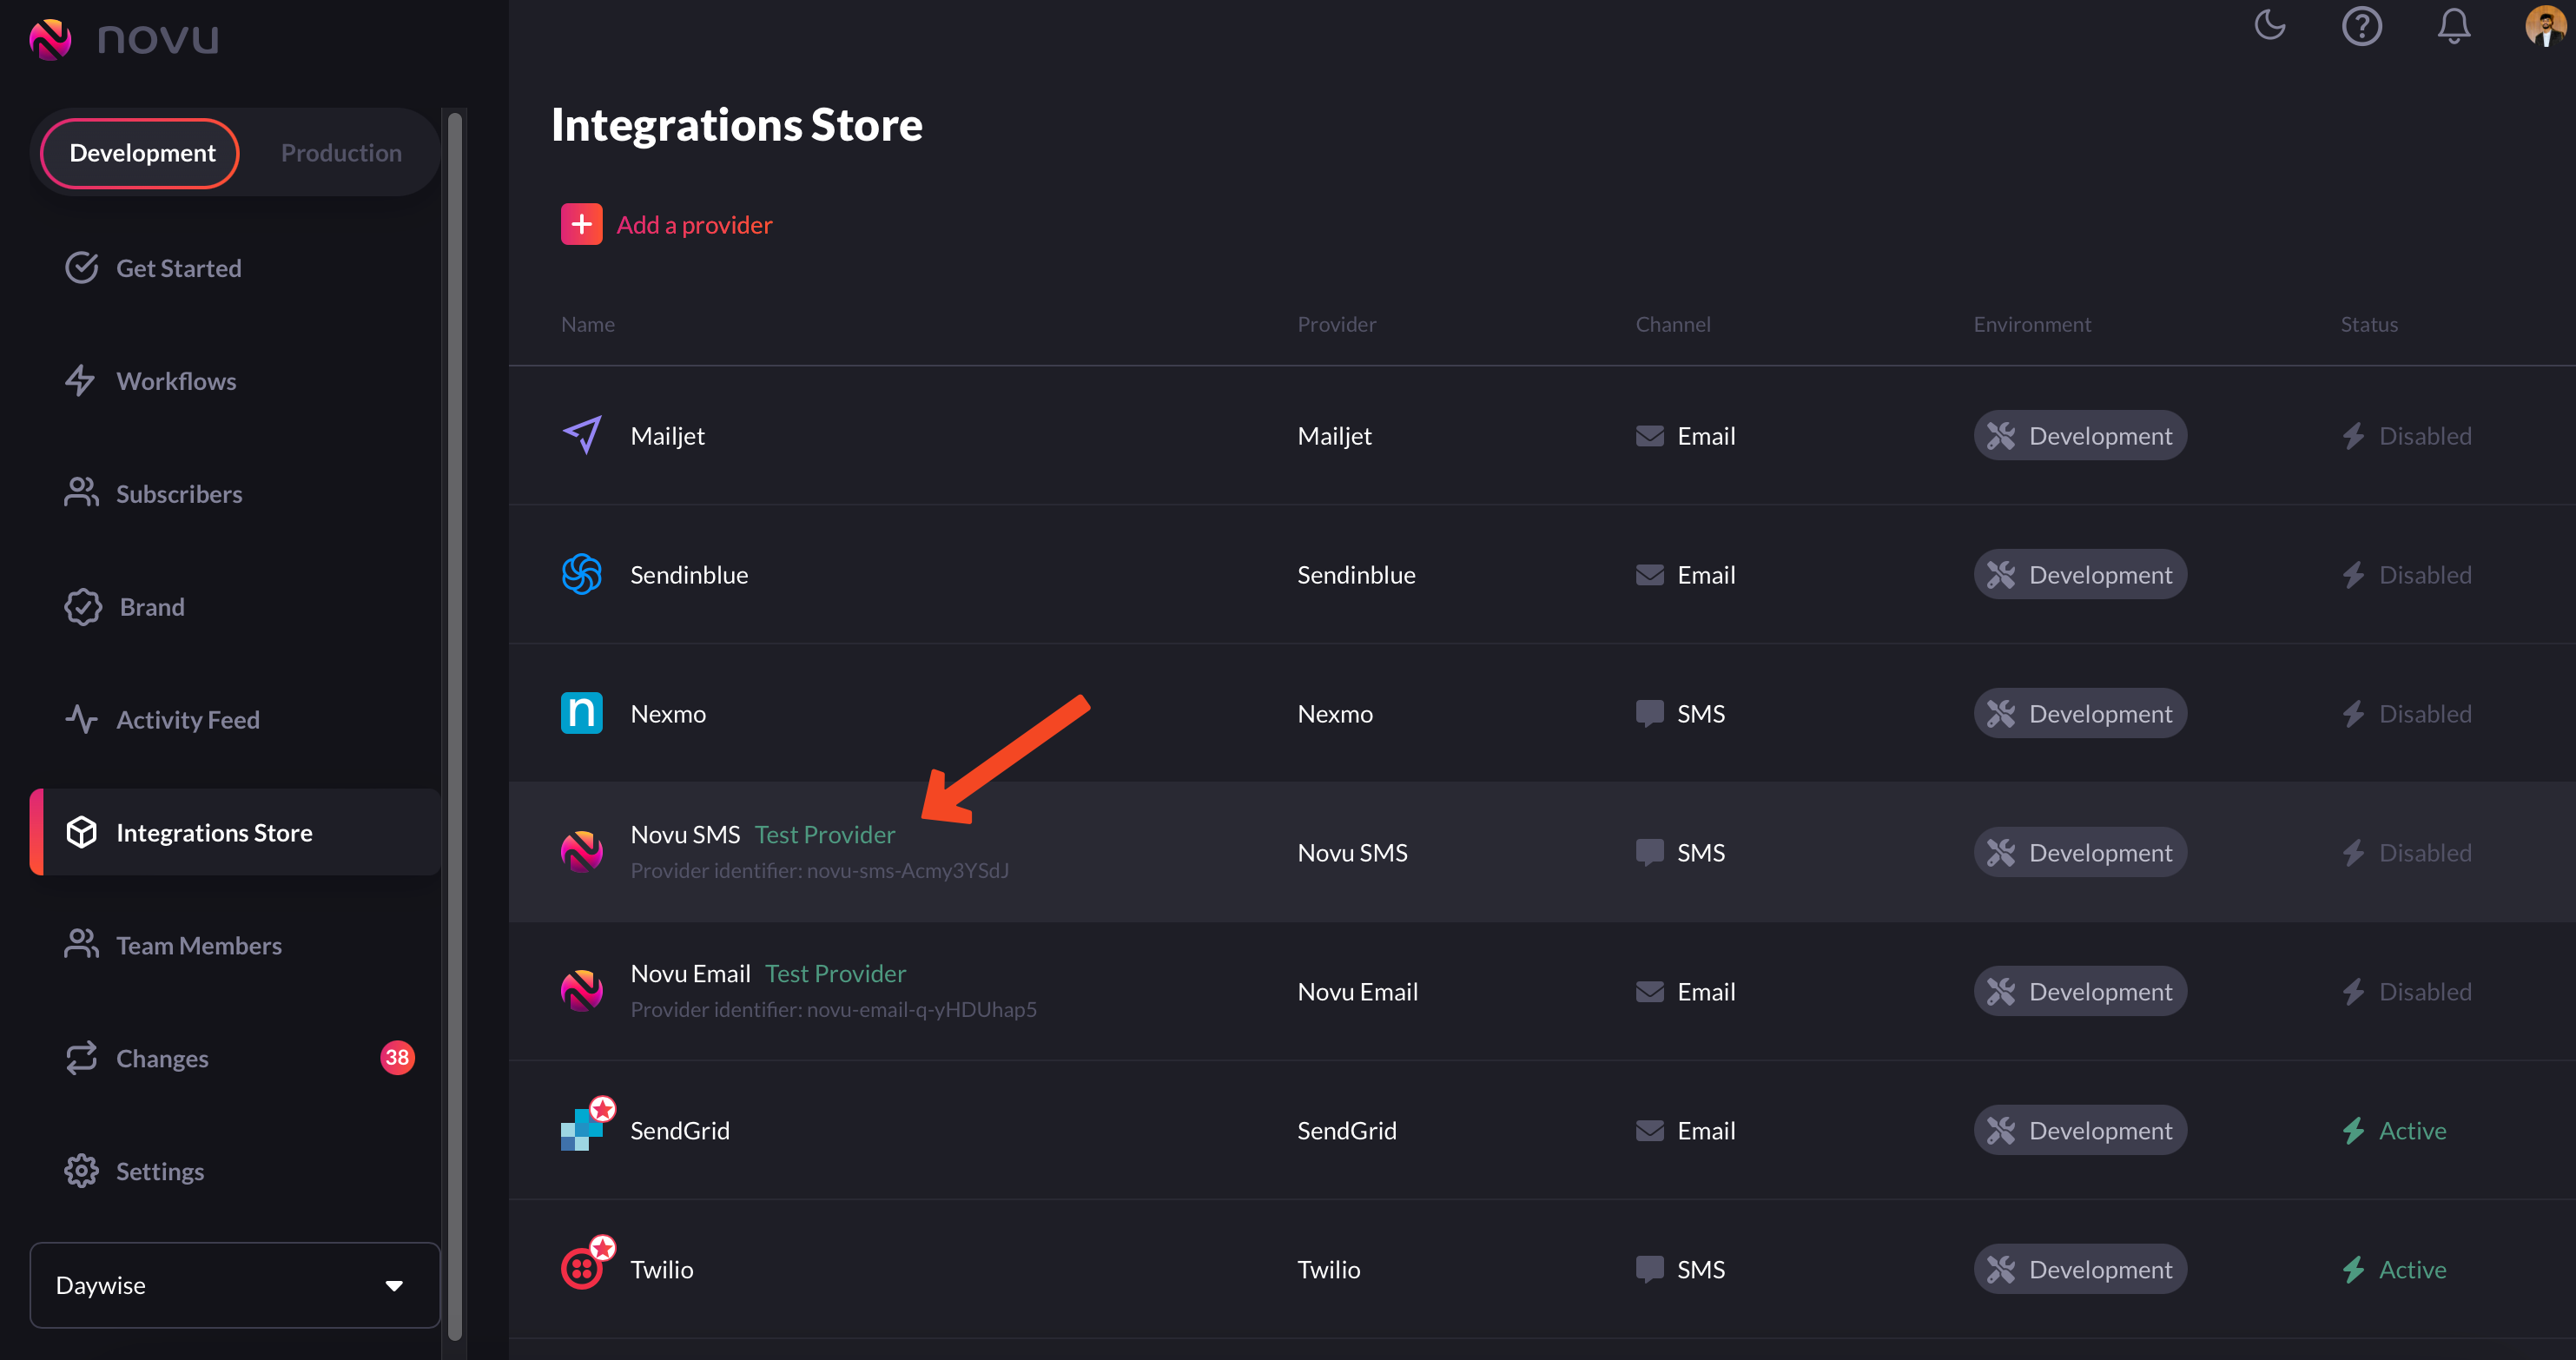 novu
Development Production
Get Started
Workflows
Subscribers
Brand
Activity Feed
Integrations Store
Team Members
Changes 38
Settings
Daywise
Integrations Store
Add a provider
Name Provider Channel Environment Status
Mailjet Mailjet Email Development Disabled
Sendinblue Sendinblue Email Development Disabled
n Nexmo Nexmo SMS Development Disabled
Novu SMS Test Provider Novu SMS SMS Development Disabled
Provider identifier: novu-sms-Acmy3YSdJ
Novu Email Test Provider Novu Email Email Development Disabled
Provider identifier: novu-email-q-yHDUhap5
SendGrid SendGrid Email Development Active
Twilio Twilio SMS Development Active